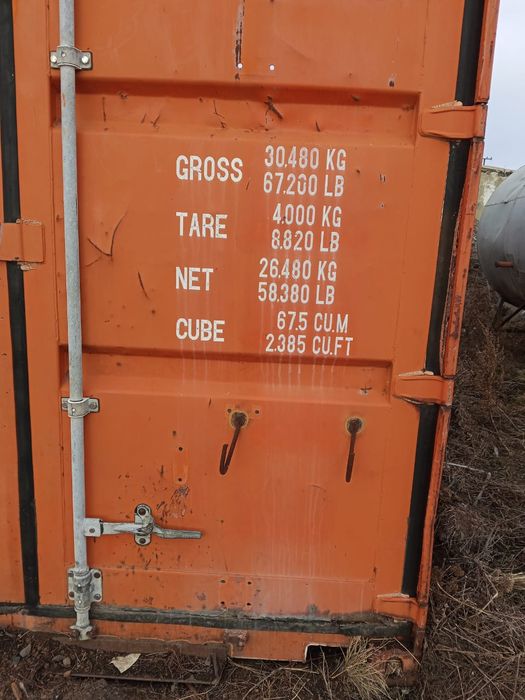 GROSS 30.480 KG
67.200 LB
TARE 4.000 KG
8.820 LB
NET 26.480 KG
58.380 LB
CUBE 67.5 CU.M
2.385 CU.FT